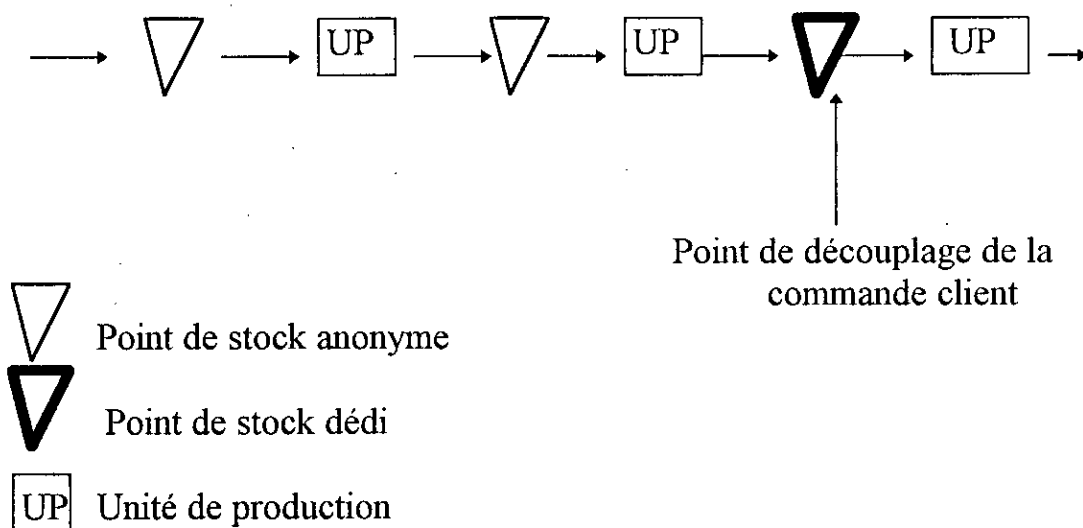 UP UP UP
Point de découplage de la
commande client
Point de stock anonyme
Point de stock dédi
UP Unité de production